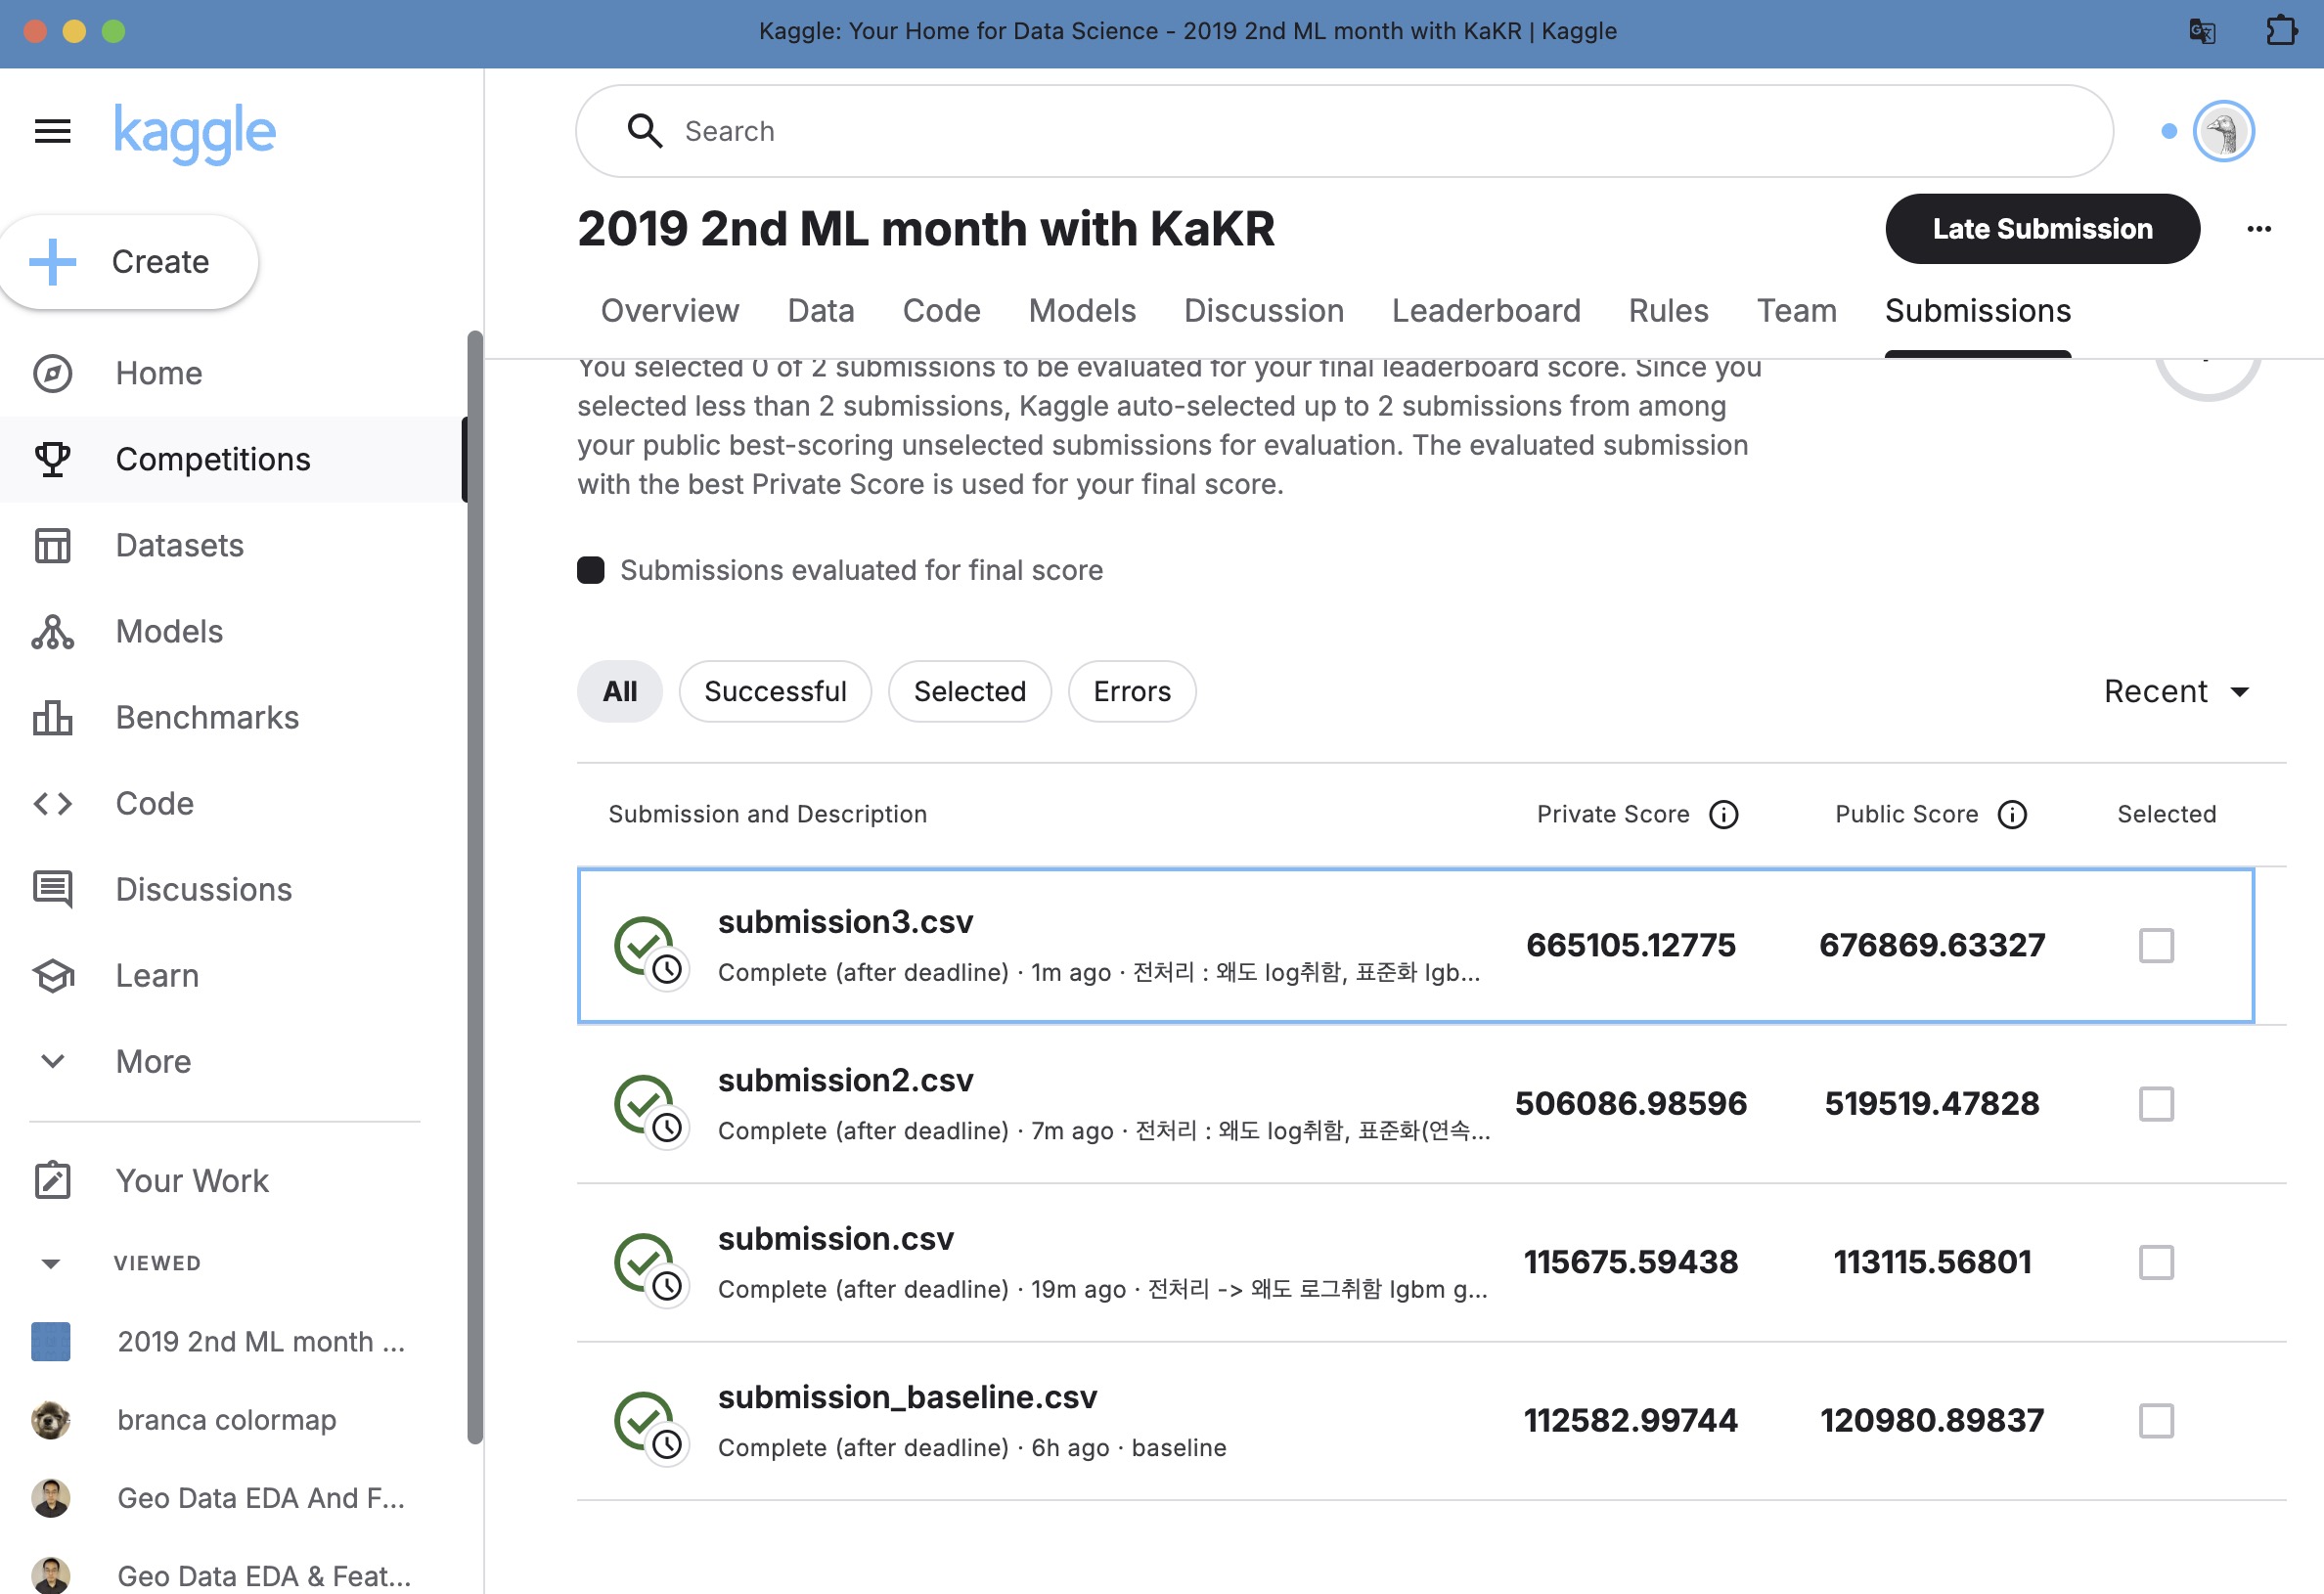 Kaggle: Your Home for Data Science - 2019 2nd ML month with KaKR | Kaggle
kaggle
Search
Create
2019 2nd ML month with KaKR
Late Submission
Overview Data Code Models Discussion Leaderboard Rules Team Submissions
Home
Competitions
Datasets
Models
Benchmarks
Code
Discussions
Learn
More
Your Work
VIEWED
2019 2nd ML month ...
branca colormap
Geo Data EDA And F...
Geo Data EDA & Feat...
You selected 0 of 2 submissions to be evaluated for your final leaderboard score. Since you
selected less than 2 submissions, Kaggle auto-selected up to 2 submissions from among
your public best-scoring unselected submissions for evaluation. The evaluated submission
with the best Private Score is used for your final score.
Submissions evaluated for final score
All Successful Selected Errors Recent
Submission and Description Private Score Public Score Selected
submission3.csv 665105.12775 676869.63327
Complete (after deadline) · 1m ago · 전처리 : 왜도 log취함, 표준화 lgb...
submission2.csv 506086.98596 519519.47828
Complete (after deadline) · 7m ago · 전처리 : 왜도 log취함, 표준화(연속...
submission.csv 115675.59438 113115.56801
Complete (after deadline) · 19m ago · 전처리 -> 왜도 로그취함 lgbm g...
submission_baseline.csv 112582.99744 120980.89837
Complete (after deadline) · 6h ago · baseline